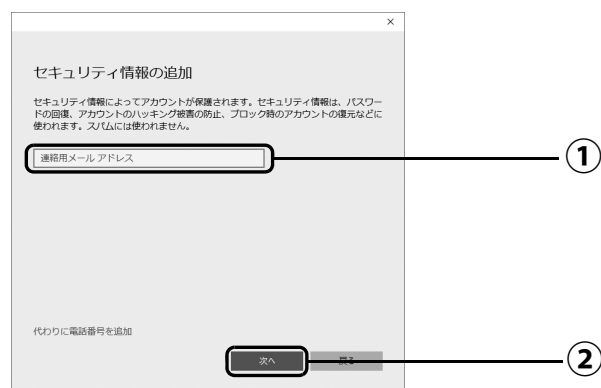 ×
セキュリティ情報の追加
セキュリティ情報によってアカウントが保護されます。セキュリティ情報は、パスワー
ドの回復、アカウントのハッキング被害の防止、ブロック時のアカウントの復元などに
使われます。スパムには使われません。
連絡用メール アドレス
①
代わりに電話番号を追加
次へ
戻る
②